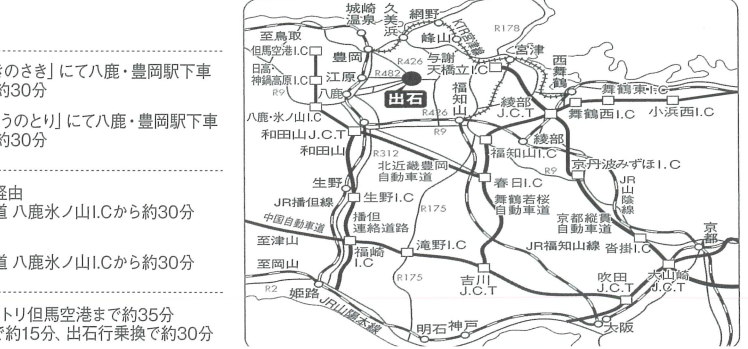 きのさき」にて八鹿・豊岡駅下車
約30分
うのとり」にて八鹿・豊岡駅下車
約30分
経由
道 八鹿氷ノ山I.Cから約30分
道 八鹿氷ノ山I.Cから約30分
トリ但馬空港まで約35分
で約15分、出石行乗換で約30分
城崎温泉
久美浜
網野
峰山
KTR宮津線
R178
至鳥取
但馬空港I.C
豊岡
R426
与謝天橋立I.C
宮津
西舞鶴
日高・神鍋高原I.C
江原
R482
R9
八鹿
出石
福知山
綾部J.C.T
舞鶴東I.C
舞鶴西I.C
小浜西I.C
八鹿・氷ノ山I.C
R426
和田山J.C.T
R9
綾部
和田山
福知山I.C
R312
北近畿豊岡自動車道
R9
京丹波みずほI.C
生野
春日I.C
JR山陰線
JR播但線
生野I.C
舞鶴若桜自動車道
R175
京都縦貫自動車道
京都
中国自動車道
播但連絡道路
至津山
滝野I.C
JR福知山線
沓掛I.C
福崎I.C
至岡山
R175
吉川J.C.T
吹田J.C.T
大山崎J.C.T
R2
姫路
JR山陽本線
明石
神戸
大阪